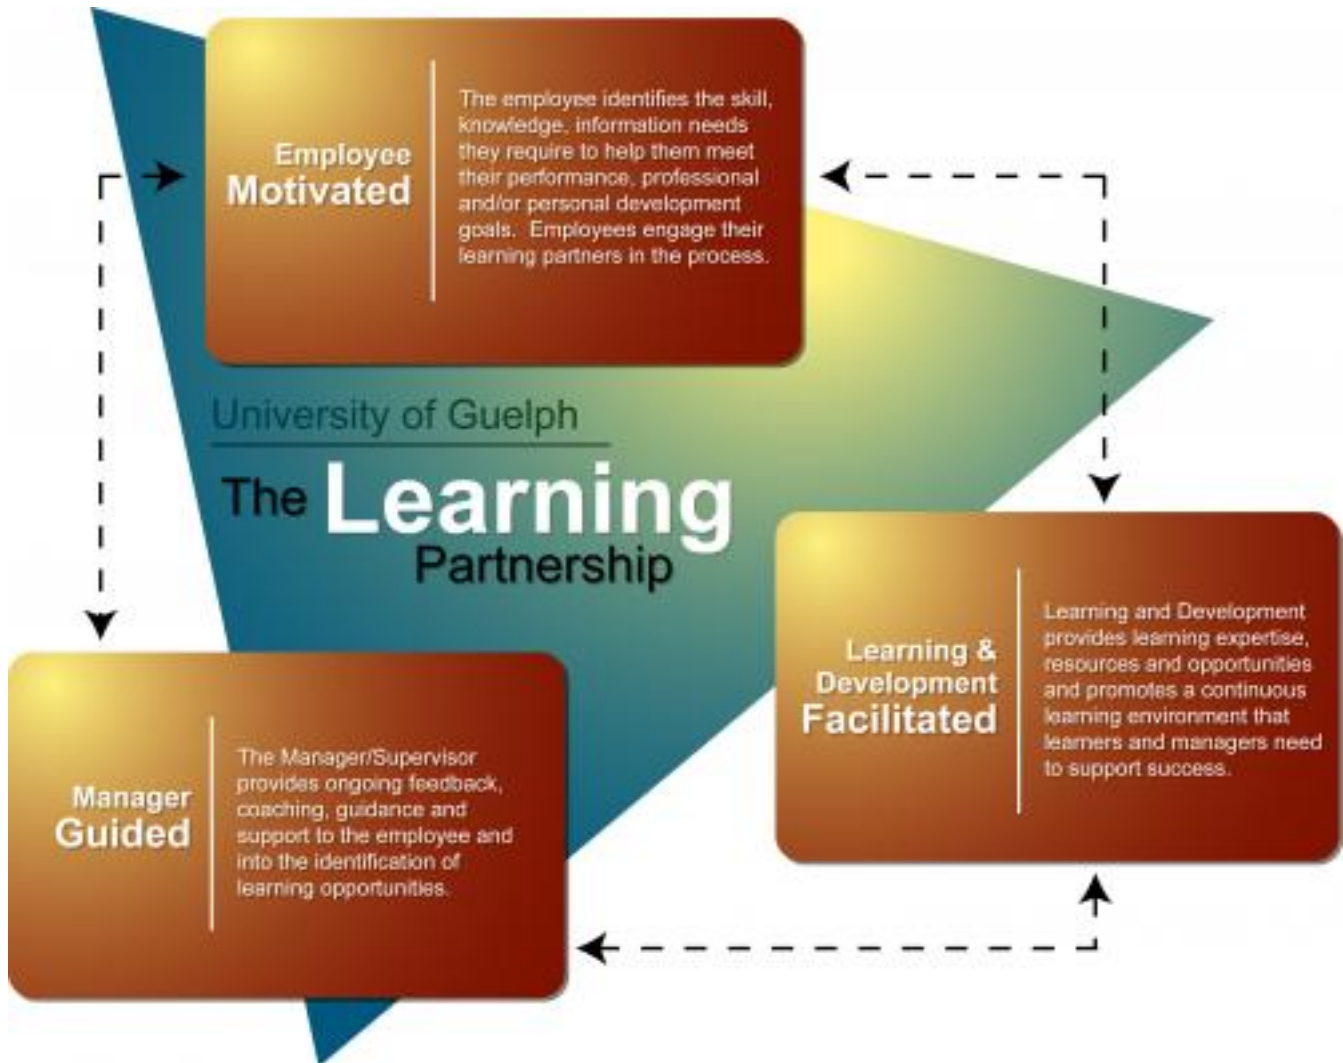 Employee
Motivated
The employee identifies the skill,
knowledge, information needs
they require to help them meet
their performance, professional
and/or personal development
goals. Employees engage their
learning partners in the process.
University of Guelph
The Learning
Partnership
Learning &
Development
Facilitated
Learning and Development
provides learning expertise,
resources and opportunities
and promotes a continuous
learning environment that
learners and managers need
to support success.
Manager
Guided
The Manager/Supervisor
provides ongoing feedback,
coaching, guidance and
support to the employee and
into the identification of
learning opportunities.